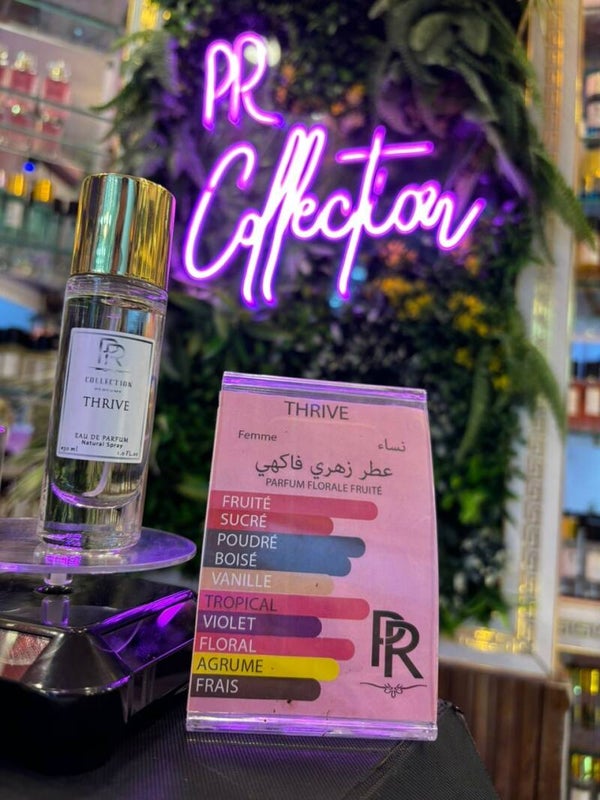 PR
Collection
PR
COLLECTION
THRIVE
EAU DE PARFUM
Natural Spray
THRIVE
Femme
نساء
عطر زهري فاكهي
PARFUM FLORALE FRUITÉ
FRUITÉ
SUCRÉ
POUDRÉ
BOISÉ
VANILLE
TROPICAL
VIOLET
FLORAL
AGRUME
FRAIS
PR